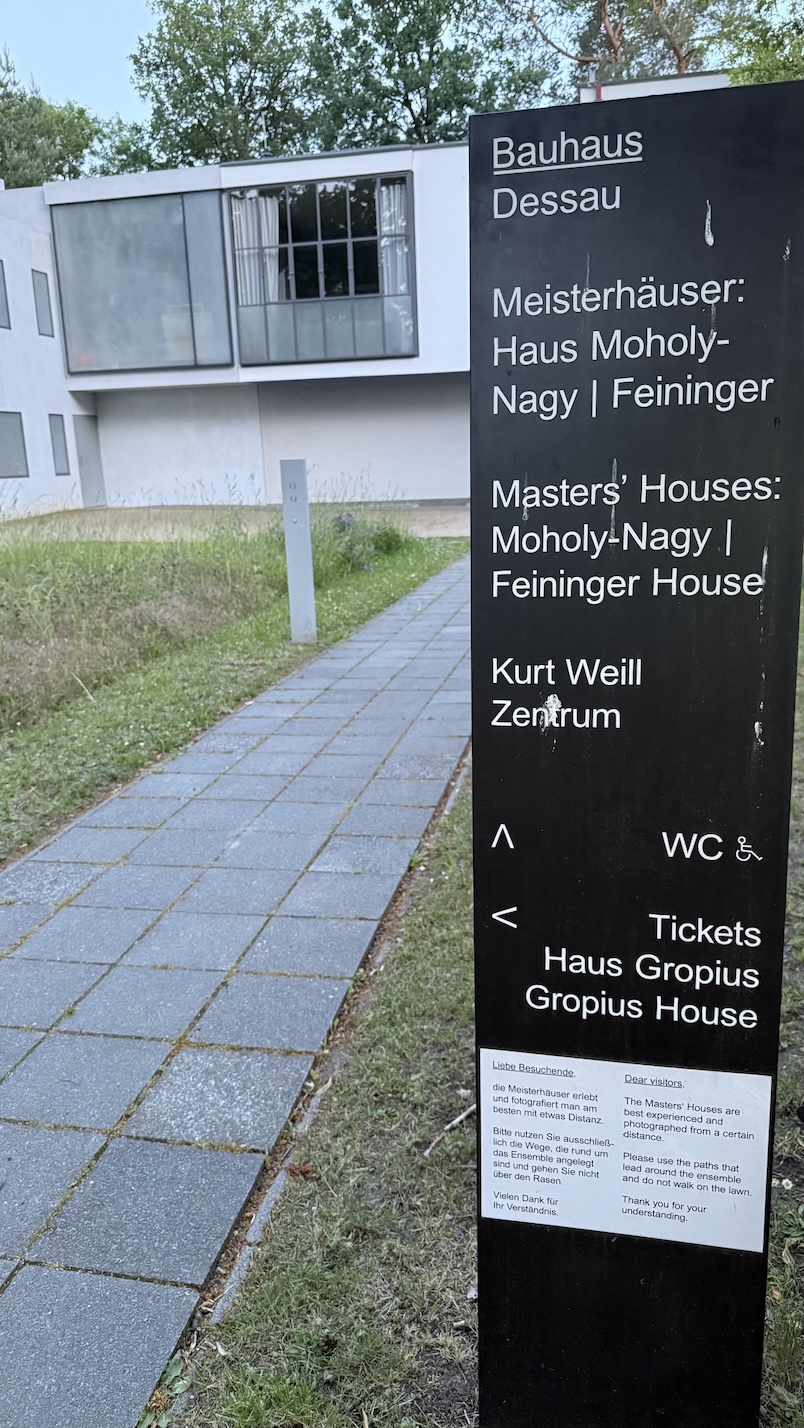 Bauhaus
Dessau
Meisterhäuser:
Haus Moholy-
Nagy | Feininger
Masters’ Houses:
Moholy-Nagy |
Feininger House
Kurt Weill
Zentrum
WC
Tickets
Haus Gropius
Gropius House
Liebe Besuchende,
die Meisterhäuser erlebt
und fotografiert man am
besten mit etwas Distanz.
Bitte nutzen Sie ausschließ-
lich die Wege, die rund um
das Ensemble angelegt
sind und gehen Sie nicht
über den Rasen.
Vielen Dank für
Ihr Verständnis.
Dear visitors,
The Masters' Houses are
best experienced and
photographed from a certain
distance.
Please use the paths that
lead around the ensemble
and do not walk on the lawn.
Thank you for your
understanding.